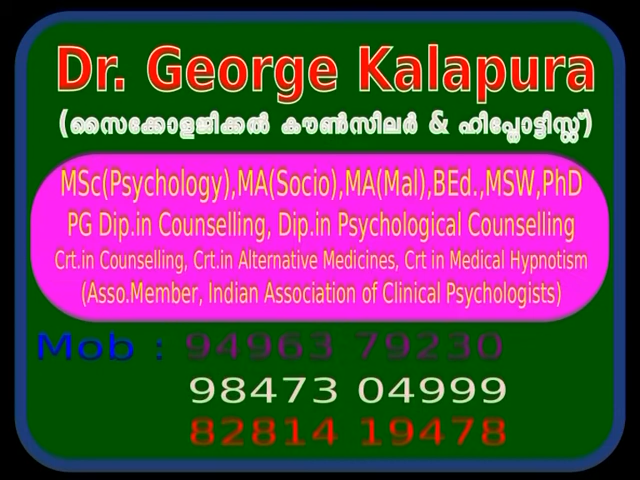 Dr. George Kalapura
(സൈക്കോളജിക്കൽ കൗൺസിലർ & ഹിപ്നോട്ടിസ്റ്റ്)
MSc(Psychology),MA(Socio),MA(Mal),BEd.,MSW,PhD
PG Dip.in Counselling, Dip.in Psychological Counselling
Crt.in Counselling, Crt.in Alternative Medicines, Crt in Medical Hypnotism
(Asso.Member, Indian Association of Clinical Psychologists)
Mob : 94963 79230
98473 04999
82814 19478